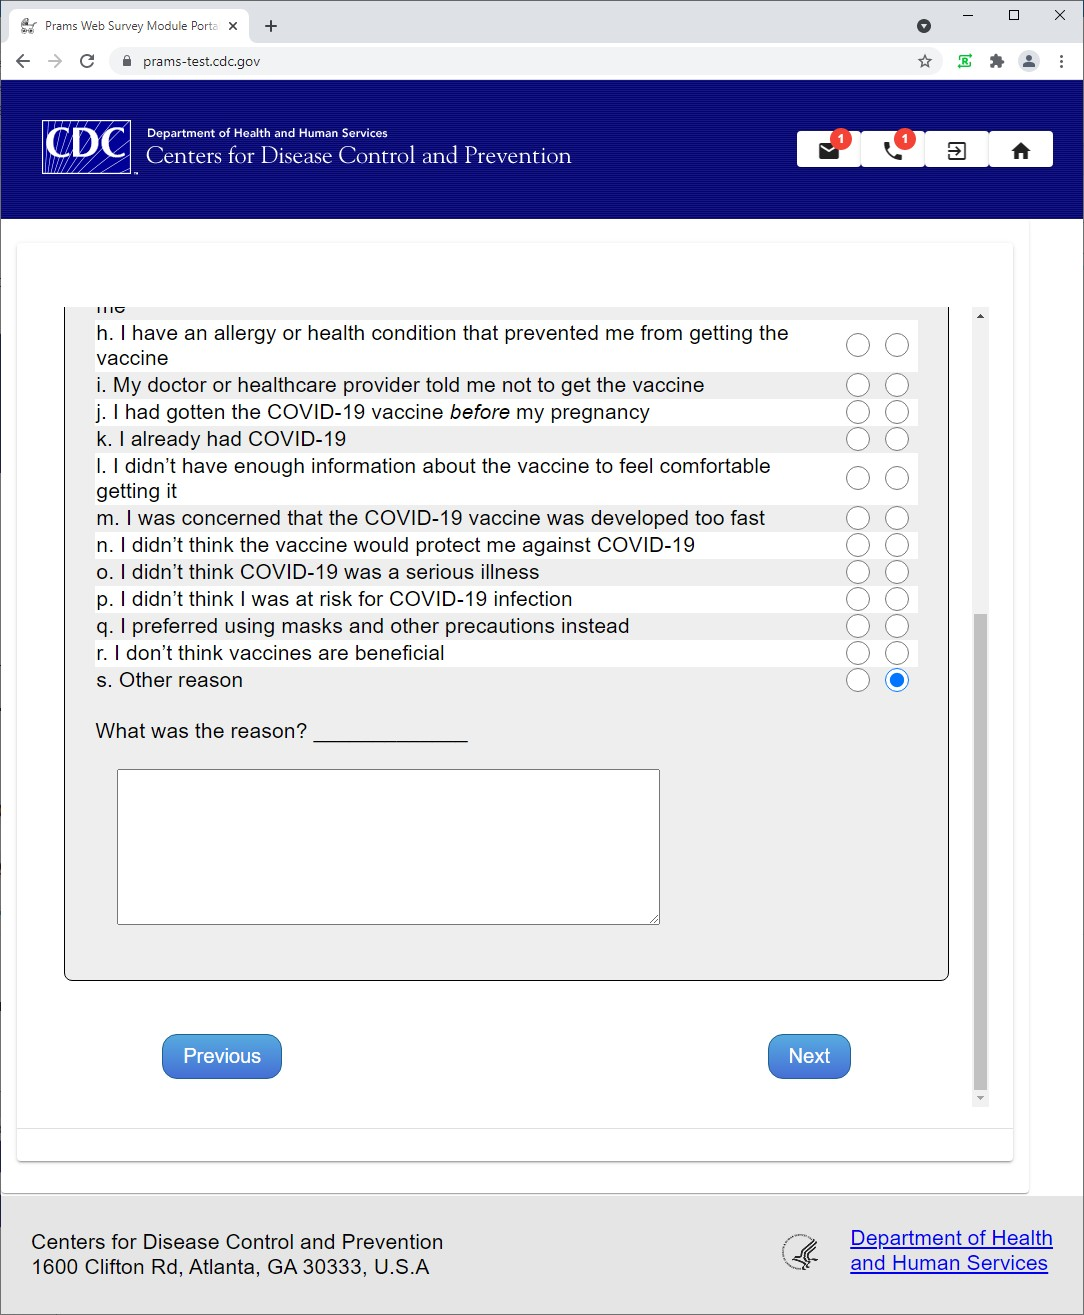 Prams Web Survey Module Porta
prams-test.cdc.gov
CDC
Department of Health and Human Services
Centers for Disease Control and Prevention
1
1
me
h. I have an allergy or health condition that prevented me from getting the
vaccine
i. My doctor or healthcare provider told me not to get the vaccine
j. I had gotten the COVID-19 vaccine before my pregnancy
k. I already had COVID-19
l. I didn’t have enough information about the vaccine to feel comfortable
getting it
m. I was concerned that the COVID-19 vaccine was developed too fast
n. I didn’t think the vaccine would protect me against COVID-19
o. I didn’t think COVID-19 was a serious illness
p. I didn’t think I was at risk for COVID-19 infection
q. I preferred using masks and other precautions instead
r. I don’t think vaccines are beneficial
s. Other reason
What was the reason? ______________
Previous
Next
Centers for Disease Control and Prevention
1600 Clifton Rd, Atlanta, GA 30333, U.S.A
Department of Health
and Human Services